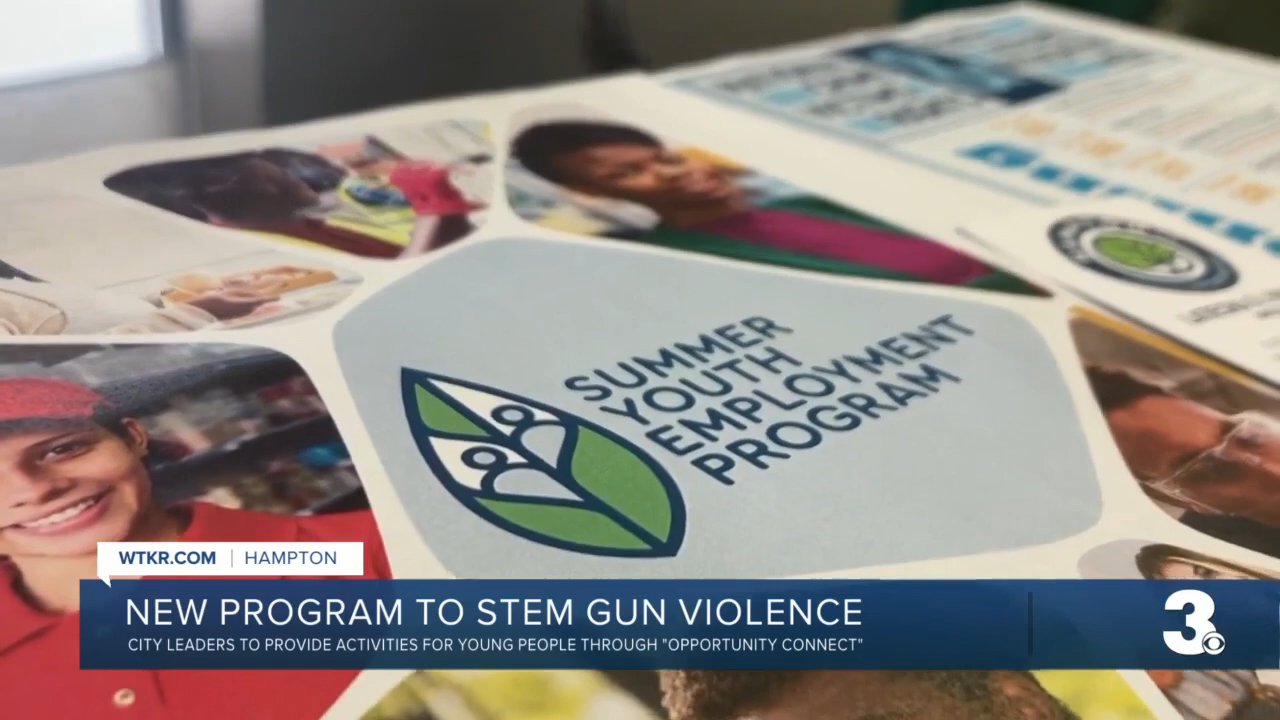 SUMMER
YOUTH
EMPLOYMENT
PROGRAM
WTKR.COM | HAMPTON
NEW PROGRAM TO STEM GUN VIOLENCE
CITY LEADERS TO PROVIDE ACTIVITIES FOR YOUNG PEOPLE THROUGH "OPPORTUNITY CONNECT"
3